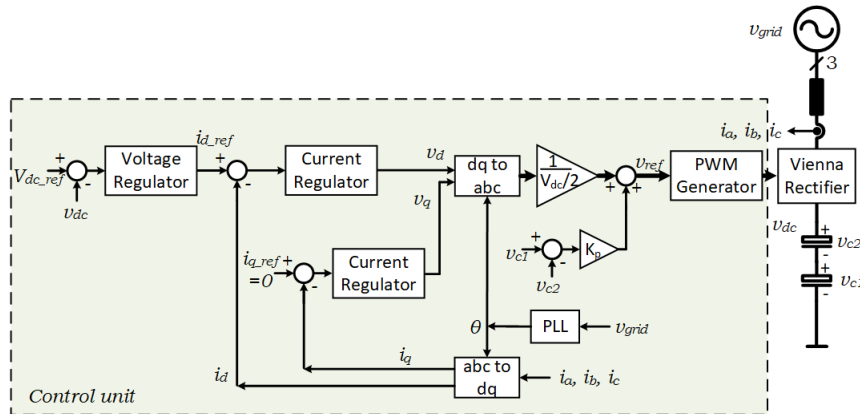 v_grid
3
i_a, i_b, i_c
V_dc_ref
+
-
v_dc
Voltage
Regulator
i_d_ref
+
-
Current
Regulator
v_d
v_q
dq to
abc
1
V_dc/2
+
+
v_ref
PWM
Generator
Vienna
Rectifier
v_dc
+
v_c2
-
+
v_c1
-
i_q_ref
=0
+
-
Current
Regulator
v_c1
+
-
v_c2
K_p
θ
PLL
v_grid
i_q
i_d
abc to
dq
i_a, i_b, i_c
Control unit